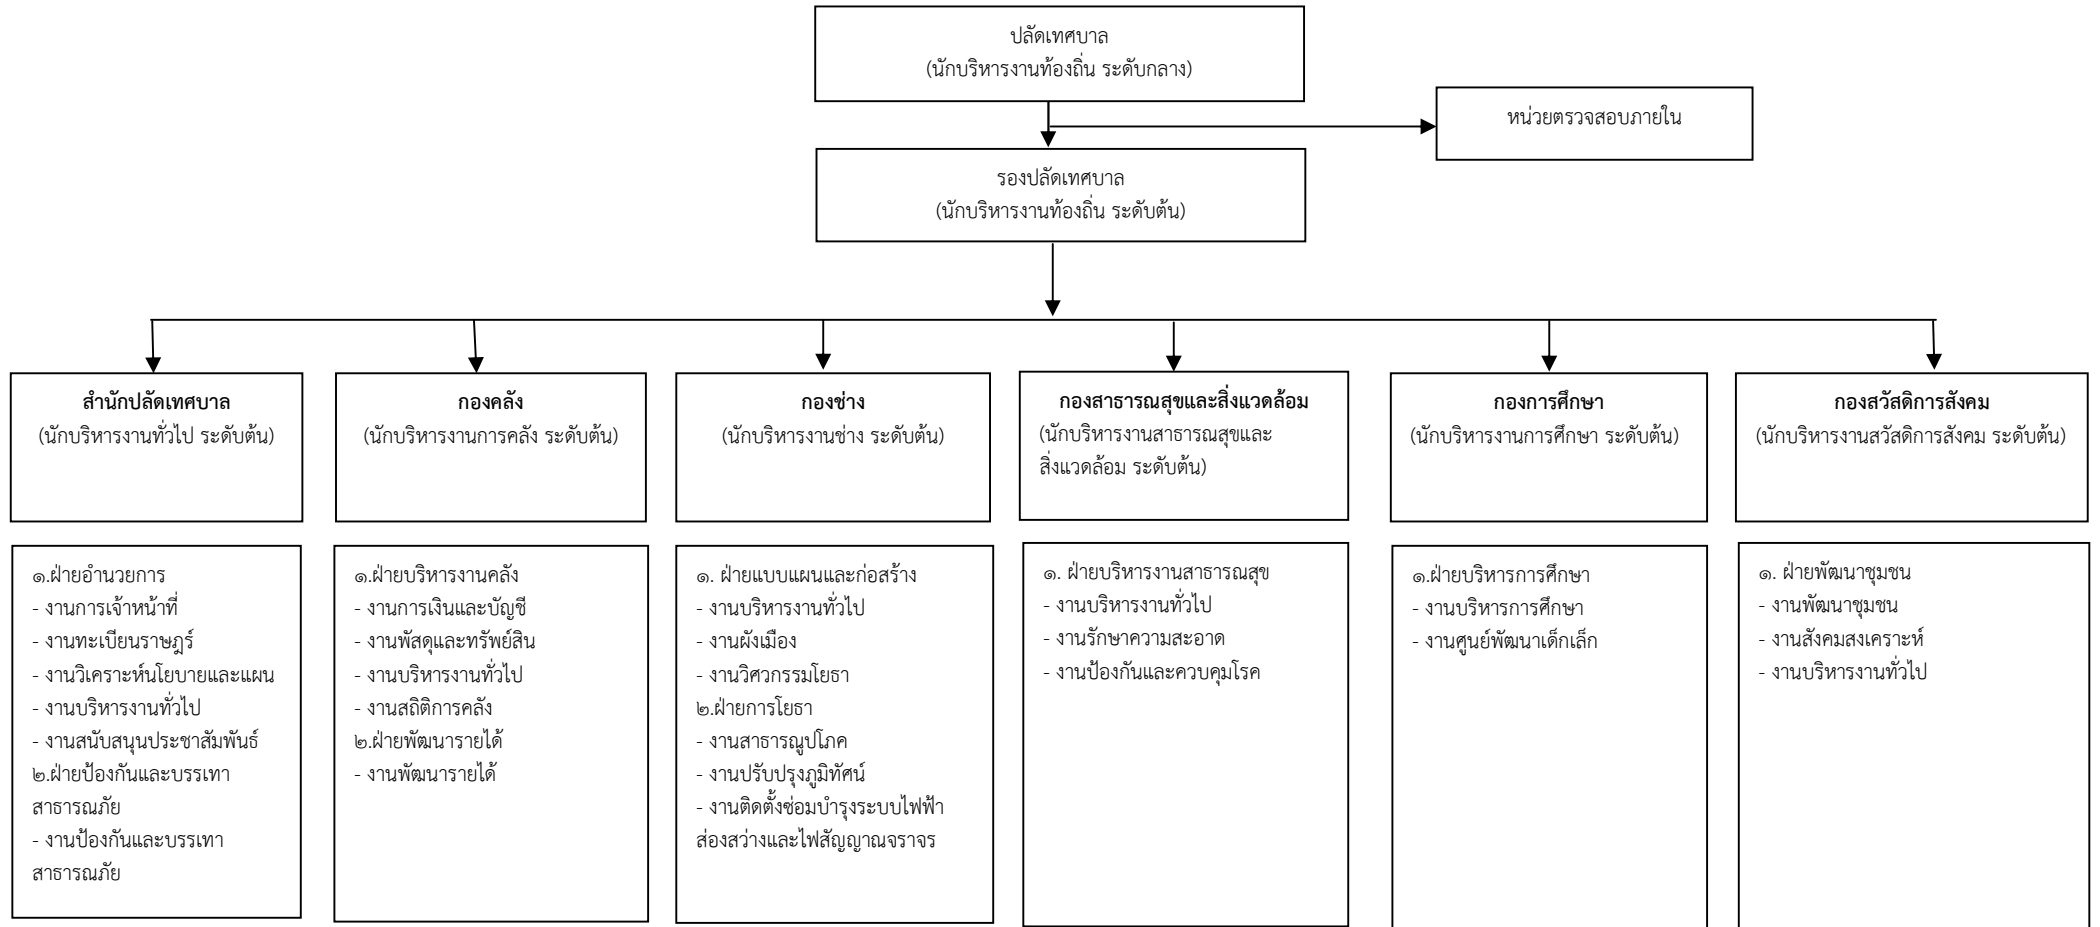 ปลัดเทศบาล
(นักบริหารงานท้องถิ่น ระดับกลาง)
หน่วยตรวจสอบภายใน
รองปลัดเทศบาล
(นักบริหารงานท้องถิ่น ระดับต้น)
สำนักปลัดเทศบาล
(นักบริหารงานทั่วไป ระดับต้น)
กองคลัง
(นักบริหารงานการคลัง ระดับต้น)
กองช่าง
(นักบริหารงานช่าง ระดับต้น)
กองสาธารณสุขและสิ่งแวดล้อม
(นักบริหารงานสาธารณสุขและ
สิ่งแวดล้อม ระดับต้น)
กองการศึกษา
(นักบริหารงานการศึกษา ระดับต้น)
กองสวัสดิการสังคม
(นักบริหารงานสวัสดิการสังคม ระดับต้น)
๑.ฝ่ายอำนวยการ
- งานการเจ้าหน้าที่
- งานทะเบียนราษฎร์
- งานวิเคราะห์นโยบายและแผน
- งานบริหารงานทั่วไป
- งานสนับสนุนประชาสัมพันธ์
๒.ฝ่ายป้องกันและบรรเทา
สาธารณภัย
- งานป้องกันและบรรเทา
สาธารณภัย
๑.ฝ่ายบริหารงานคลัง
- งานการเงินและบัญชี
- งานพัสดุและทรัพย์สิน
- งานบริหารงานทั่วไป
- งานสถิติการคลัง
๒.ฝ่ายพัฒนารายได้
- งานพัฒนารายได้
๑. ฝ่ายแบบแผนและก่อสร้าง
- งานบริหารงานทั่วไป
- งานผังเมือง
- งานวิศวกรรมโยธา
๒.ฝ่ายการโยธา
- งานสาธารณูปโภค
- งานปรับปรุงภูมิทัศน์
- งานติดตั้งซ่อมบำรุงระบบไฟฟ้า
ส่องสว่างและไฟสัญญาณจราจร
๑. ฝ่ายบริหารงานสาธารณสุข
- งานบริหารงานทั่วไป
- งานรักษาความสะอาด
- งานป้องกันและควบคุมโรค
๑.ฝ่ายบริหารการศึกษา
- งานบริหารการศึกษา
- งานศูนย์พัฒนาเด็กเล็ก
๑. ฝ่ายพัฒนาชุมชน
- งานพัฒนาชุมชน
- งานสังคมสงเคราะห์
- งานบริหารงานทั่วไป